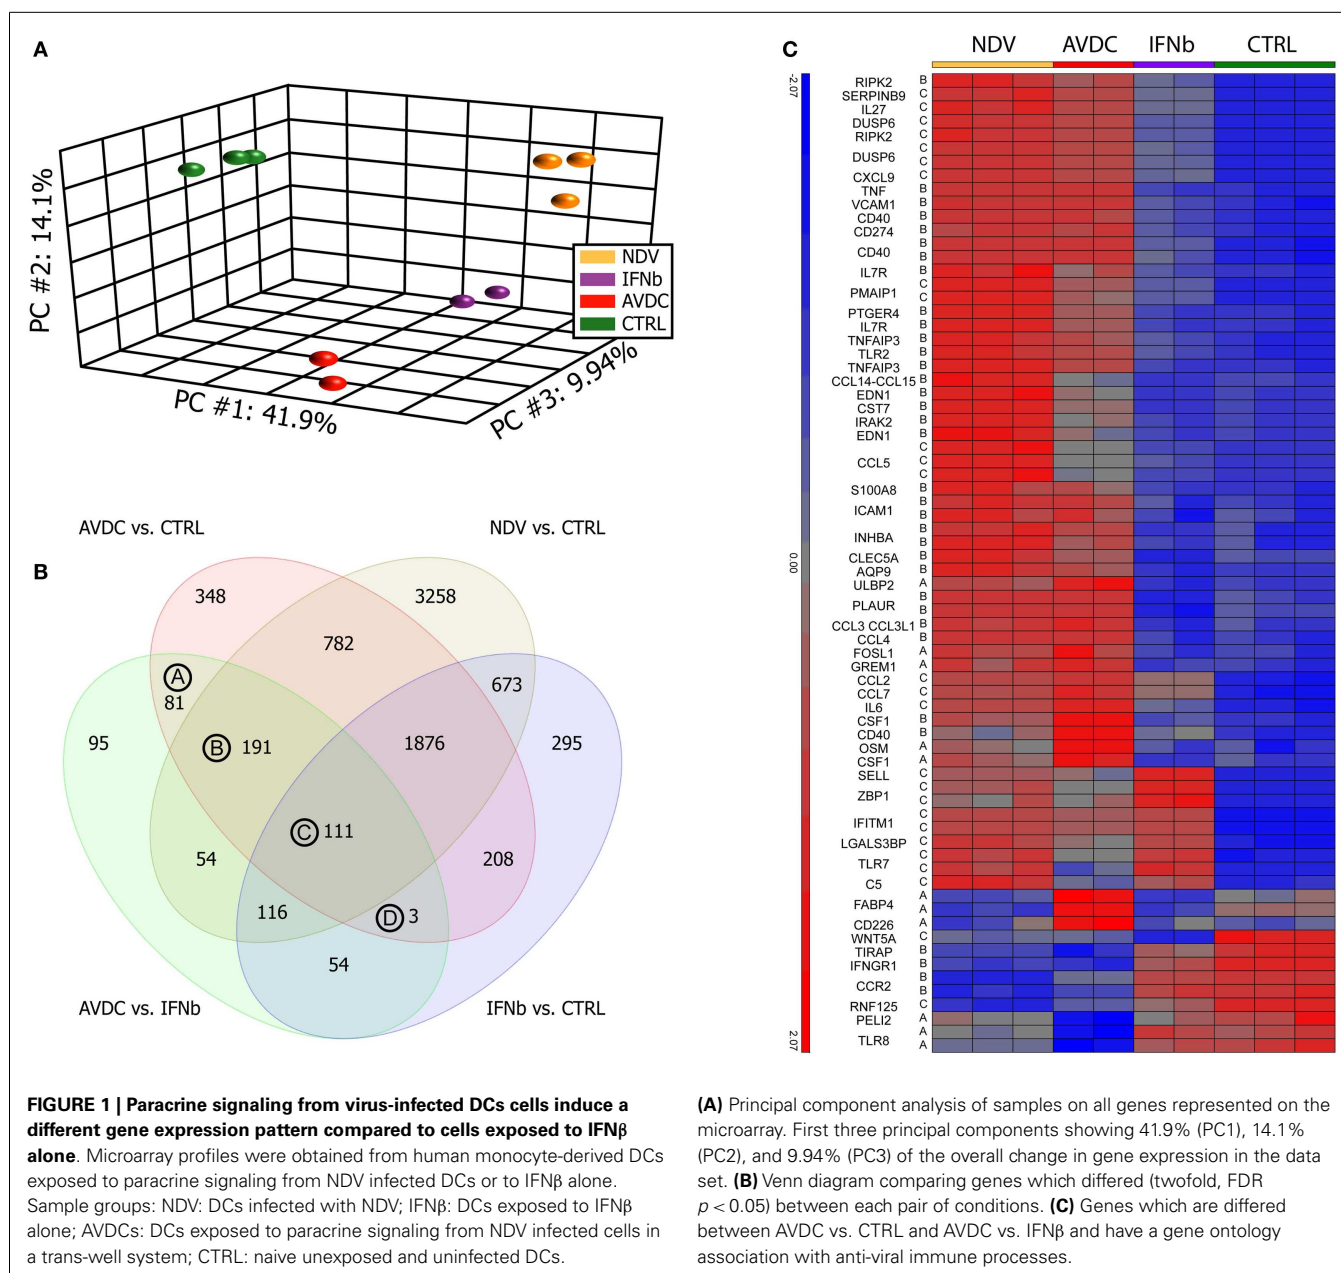 A
PC #2: 14.1%
PC #1: 41.9%
PC #3: 9.94%
NDV
IFNb
AVDC
CTRL
B
AVDC vs. CTRL
NDV vs. CTRL
348
3258
782
A
81
673
95
B 191
1876
295
C 111
54
208
116
D 3
54
AVDC vs. IFNb
IFNb vs. CTRL
C
NDV AVDC IFNb CTRL
-2.07
0.00
2.07
RIPK2
SERPINB9
IL27
DUSP6
RIPK2
DUSP6
CXCL9
TNF
VCAM1
CD40
CD274
CD40
IL7R
PMAIP1
PTGER4
IL7R
TNFAIP3
TLR2
TNFAIP3
CCL14-CCL15
EDN1
CST7
IRAK2
EDN1
CCL5
S100A8
ICAM1
INHBA
CLEC5A
AQP9
ULBP2
PLAUR
CCL3 CCL3L1
CCL4
FOSL1
GREM1
CCL2
CCL7
IL6
CSF1
CD40
OSM
CSF1
SELL
ZBP1
IFITM1
LGALS3BP
TLR7
C5
FABP4
CD226
WNT5A
TIRAP
IFNGR1
CCR2
RNF125
PELI2
TLR8
B
C
C
C
C
C
C
C
B
B
B
B
B
B
B
C
C
B
B
B
B
B
B
B
B
B
B
C
C
C
B
B
B
B
B
B
B
A
B
B
B
B
A
A
C
C
C
B
B
A
A
C
C
C
C
C
C
C
C
C
A
A
A
C
B
B
B
B
C
A
A
A
FIGURE 1 | Paracrine signaling from virus-infected DCs cells induce a
different gene expression pattern compared to cells exposed to IFNβ
alone. Microarray profiles were obtained from human monocyte-derived DCs
exposed to paracrine signaling from NDV infected DCs or to IFNβ alone.
Sample groups: NDV: DCs infected with NDV; IFNβ: DCs exposed to IFNβ
alone; AVDCs: DCs exposed to paracrine signaling from NDV infected cells in
a trans-well system; CTRL: naive unexposed and uninfected DCs.
(A) Principal component analysis of samples on all genes represented on the
microarray. First three principal components showing 41.9% (PC1), 14.1%
(PC2), and 9.94% (PC3) of the overall change in gene expression in the data
set. (B) Venn diagram comparing genes which differed (twofold, FDR
p < 0.05) between each pair of conditions. (C) Genes which are differed
between AVDC vs. CTRL and AVDC vs. IFNβ and have a gene ontology
association with anti-viral immune processes.